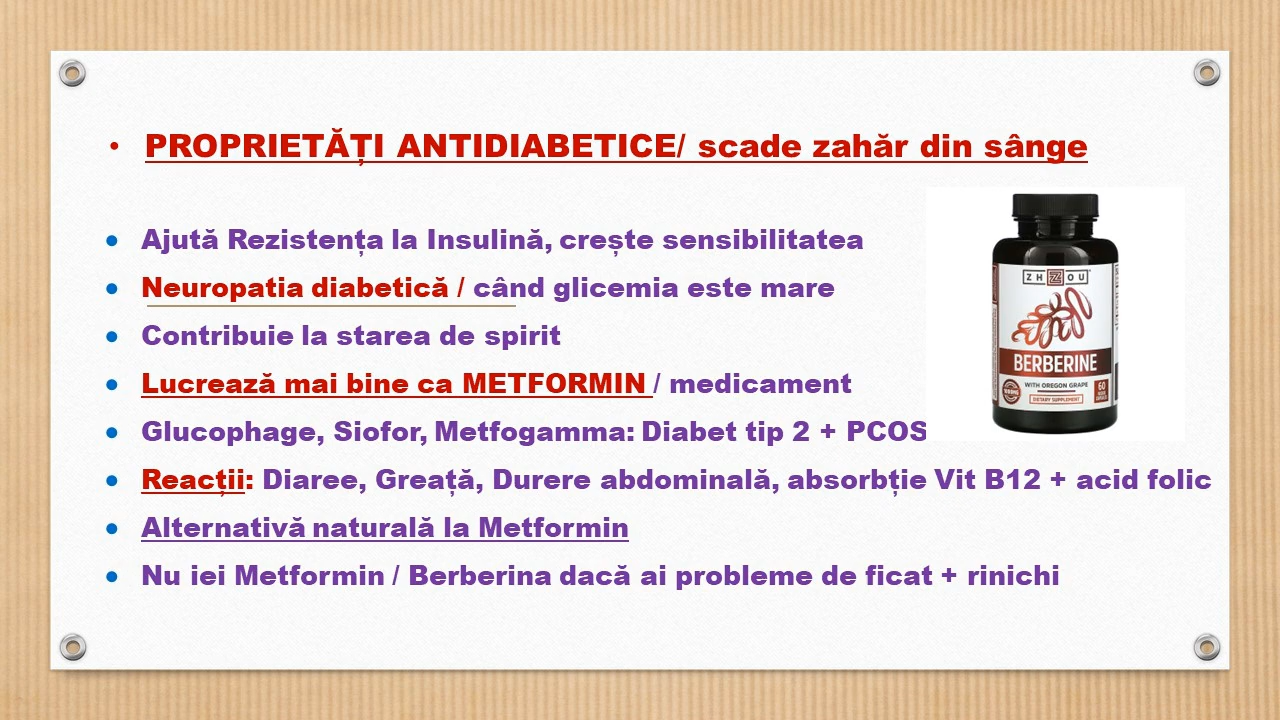 PROPRIETĂȚI ANTIDIABETICE/ scade zahăr din sânge
Ajută Rezistența la Insulină, crește sensibilitatea
Neuropatia diabetică / când glicemia este mare
Contribuie la starea de spirit
Lucrează mai bine ca METFORMIN / medicament
Glucophage, Siofor, Metfogamma: Diabet tip 2 + PCOS
Reacții: Diaree, Greață, Durere abdominală, absorbție Vit B12 + acid folic
Alternativă naturală la Metformin
Nu iei Metformin / Berberina dacă ai probleme de ficat + rinichi
ZHOU
BERBERINE
WITH OREGON GRAPE
60
DIETARY SUPPLEMENT